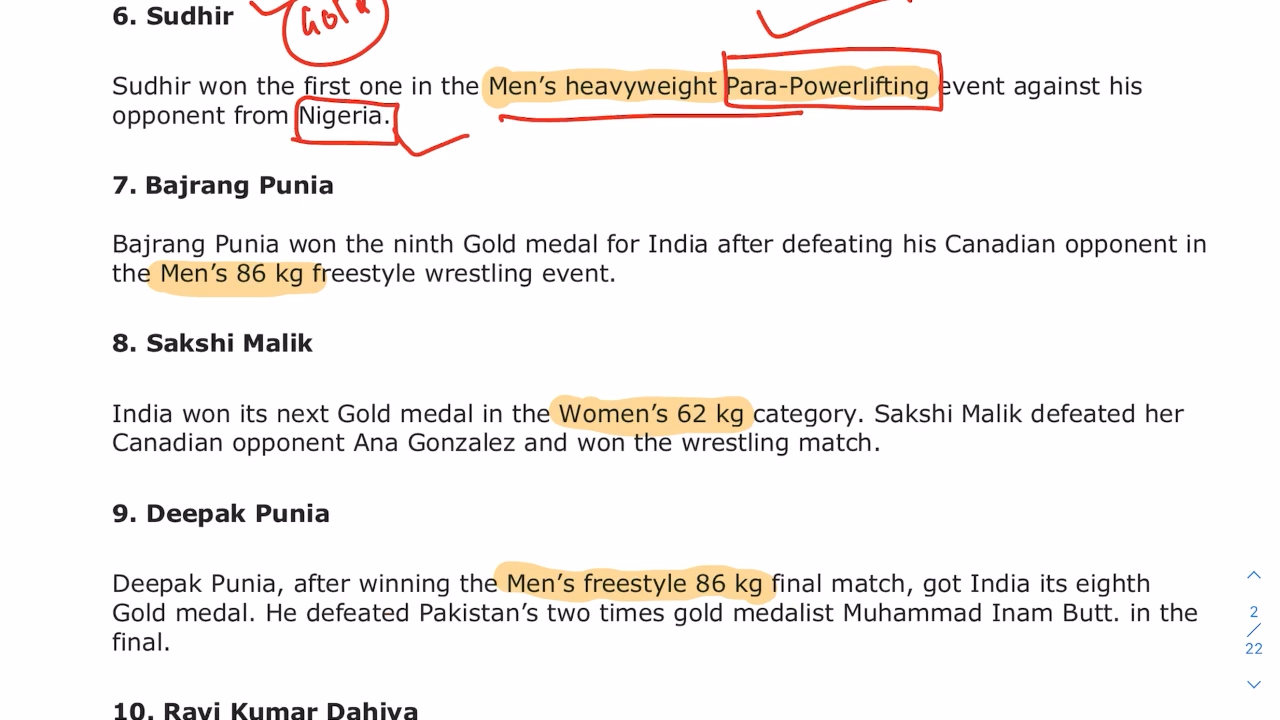 6. Sudhir
Gold
Sudhir won the first one in the Men’s heavyweight Para-Powerlifting event against his
opponent from Nigeria.
7. Bajrang Punia
Bajrang Punia won the ninth Gold medal for India after defeating his Canadian opponent in
the Men’s 86 kg freestyle wrestling event.
8. Sakshi Malik
India won its next Gold medal in the Women’s 62 kg category. Sakshi Malik defeated her
Canadian opponent Ana Gonzalez and won the wrestling match.
9. Deepak Punia
Deepak Punia, after winning the Men’s freestyle 86 kg final match, got India its eighth
Gold medal. He defeated Pakistan’s two times gold medalist Muhammad Inam Butt. in the
final.
10. Ravi Kumar Dahiya
2
/
22